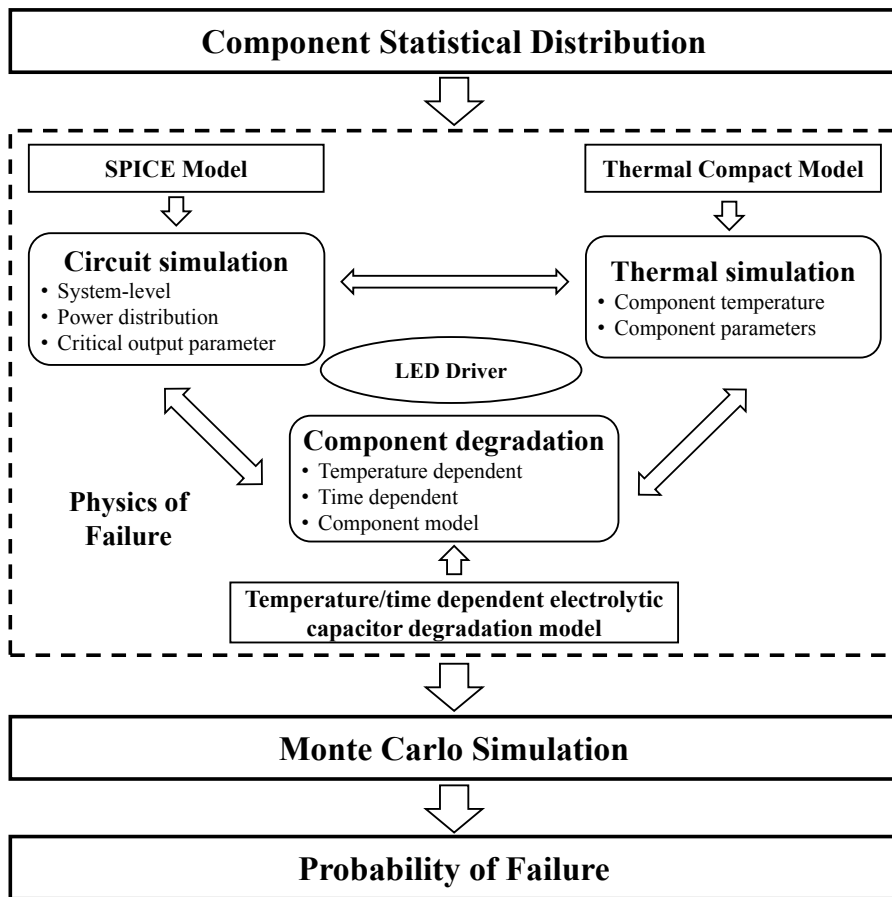 Component Statistical Distribution
SPICE Model
Thermal Compact Model
Circuit simulation
• System-level
• Power distribution
• Critical output parameter
Thermal simulation
• Component temperature
• Component parameters
LED Driver
Component degradation
• Temperature dependent
• Time dependent
• Component model
Physics of
Failure
Temperature/time dependent electrolytic
capacitor degradation model
Monte Carlo Simulation
Probability of Failure